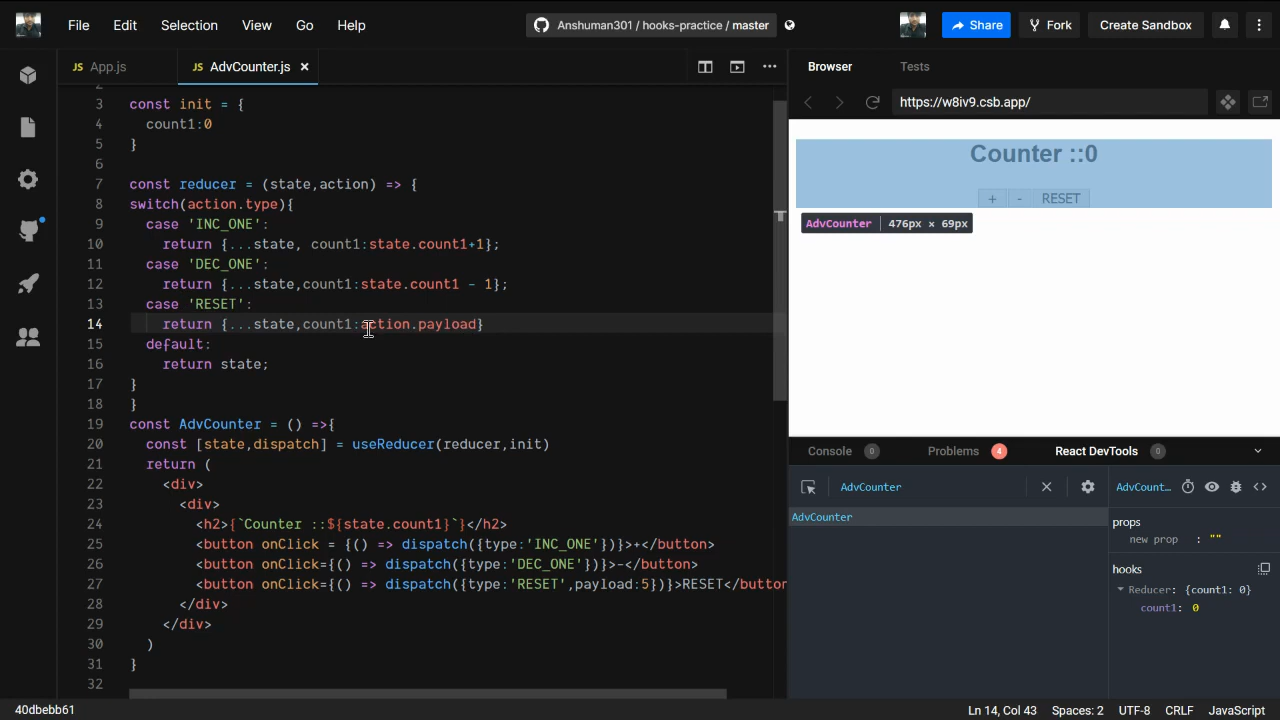 File Edit Selection View Go Help
Anshuman301 / hooks-practice / master
Share Fork Create Sandbox
JS App.js
JS AdvCounter.js ×
Browser Tests
https://w8iv9.csb.app/
3 const init = {
4 count1:0
5 }
6
7 const reducer = (state,action) => {
8 switch(action.type){
9 case 'INC_ONE':
10 return {...state, count1:state.count1+1};
11 case 'DEC_ONE':
12 return {...state,count1:state.count1 - 1};
13 case 'RESET':
14 return {...state,count1:action.payload}
15 default:
16 return state;
17 }
18 }
19 const AdvCounter = () =>{
20 const [state,dispatch] = useReducer(reducer,init)
21 return (
22 <div>
23 <div>
24 <h2>{`Counter ::${state.count1}`}</h2>
25 <button onClick = {() => dispatch({type:'INC_ONE'})}>+</button>
26 <button onClick={() => dispatch({type:'DEC_ONE'})}>-</button>
27 <button onClick={() => dispatch({type:'RESET',payload:5})}>RESET</button
28 </div>
29 </div>
30 )
31 }
32
Counter ::0
+ - RESET
AdvCounter | 476px × 69px
Console 0 Problems 4 React DevTools 0
AdvCounter
AdvCount...
AdvCounter
props
new prop : ""
hooks
Reducer: {count1: 0}
count1: 0
40dbebb61
Ln 14, Col 43 Spaces: 2 UTF-8 CRLF JavaScript